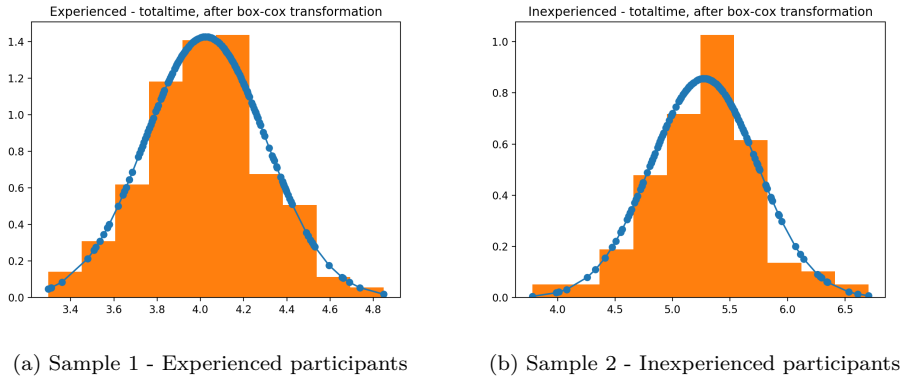 Experienced - totaltime, after box-cox transformation
1.4
1.2
1.0
0.8
0.6
0.4
0.2
0.0
3.4 3.6 3.8 4.0 4.2 4.4 4.6 4.8
(a) Sample 1 - Experienced participants
Inexperienced - totaltime, after box-cox transformation
1.0
0.8
0.6
0.4
0.2
0.0
4.0 4.5 5.0 5.5 6.0 6.5
(b) Sample 2 - Inexperienced participants